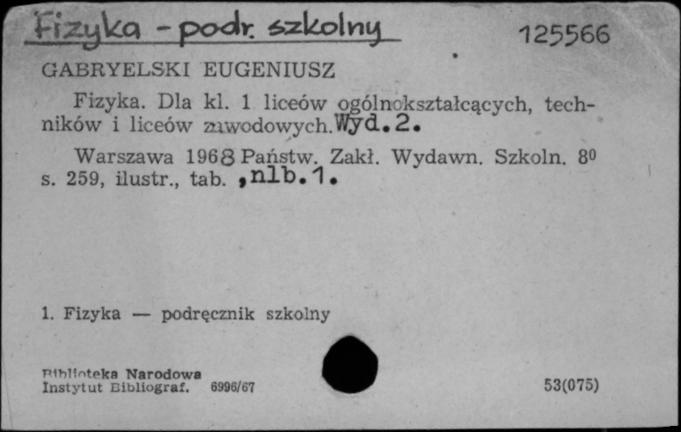 Fizyka - podr. szkolny
125566
GABRYELSKI EUGENIUSZ
Fizyka. Dla kl. 1 liceów ogólnokształcących, tech-
ników i liceów zawodowych. Wyd. 2.
Warszawa 1968 Państw. Zakł. Wydawn. Szkoln. 8⁰
s. 259, ilustr., tab. , nlb. 1.
1. Fizyka — podręcznik szkolny
Biblioteka Narodowa
Instytut Bibliograf. 6996/67
53(075)